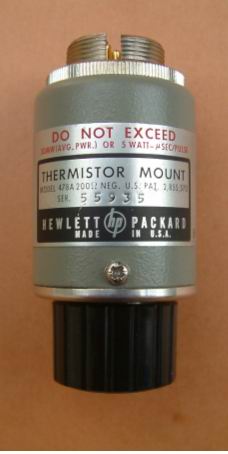 DO NOT EXCEED
30MW(AVG. PWR.) OR 5 WATT-μSEC/PULSE
THERMISTOR MOUNT
MODEL 478A 200Ω NEG. U.S. PAT. 2,855,572
SER. 55935
HEWLETT hp PACKARD
MADE IN U.S.A.